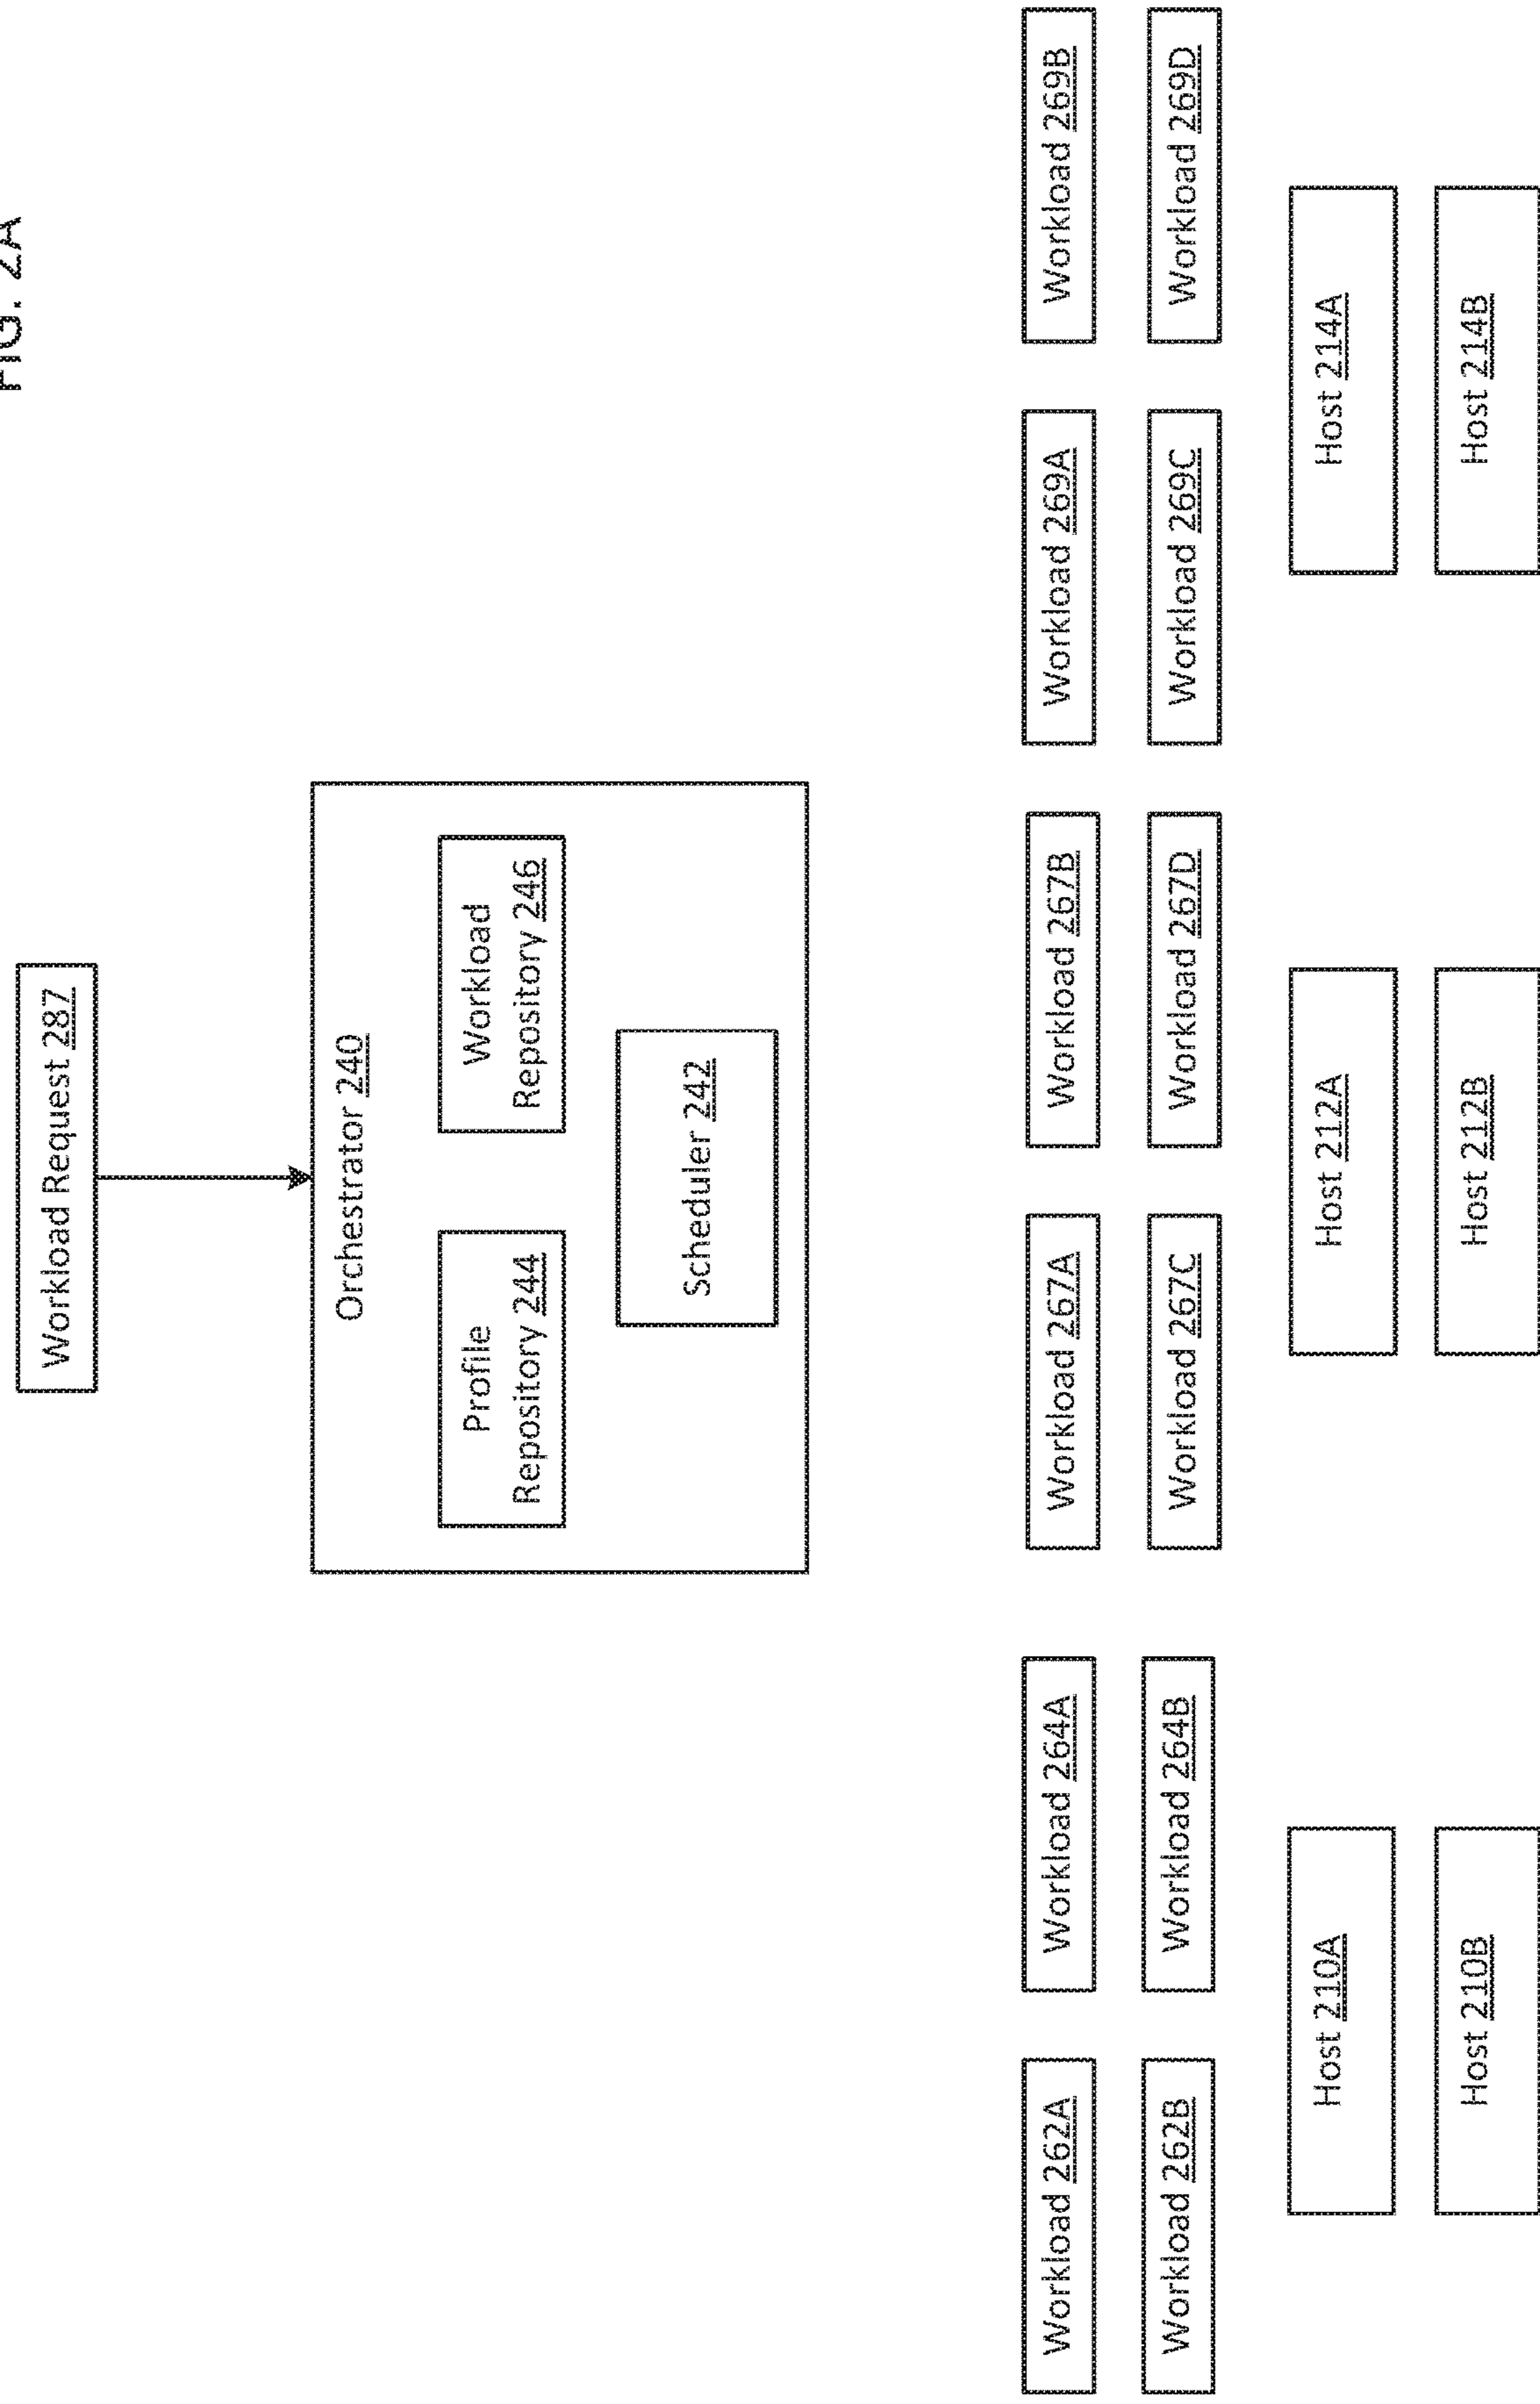 FIG. 2A
Workload Request 287
Orchestrator 240
Profile
Repository 244
Workload
Repository 246
Scheduler 242
Workload 262A
Workload 264A
Workload 267A
Workload 267B
Workload 269A
Workload 269B
Workload 262B
Workload 264B
Workload 267C
Workload 267D
Workload 269C
Workload 269D
Host 210A
Host 212A
Host 214A
Host 210B
Host 212B
Host 214B